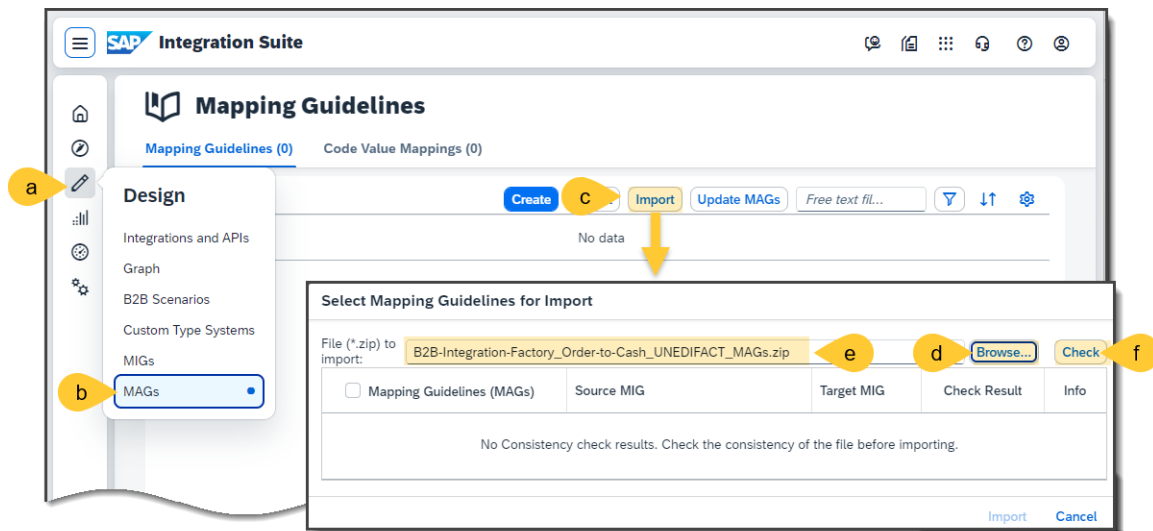 SAP Integration Suite
Mapping Guidelines
Mapping Guidelines (0) Code Value Mappings (0)
a
Design
Create c Import Update MAGs Free text fil...
Integrations and APIs
No data
Graph
B2B Scenarios
Custom Type Systems
MIGs
b MAGs
Select Mapping Guidelines for Import
File (*.zip) to
import:
B2B-Integration-Factory_Order-to-Cash_UNEDIFACT_MAGs.zip e d Browse... Check f
Mapping Guidelines (MAGs) Source MIG Target MIG Check Result Info
No Consistency check results. Check the consistency of the file before importing.
Import Cancel